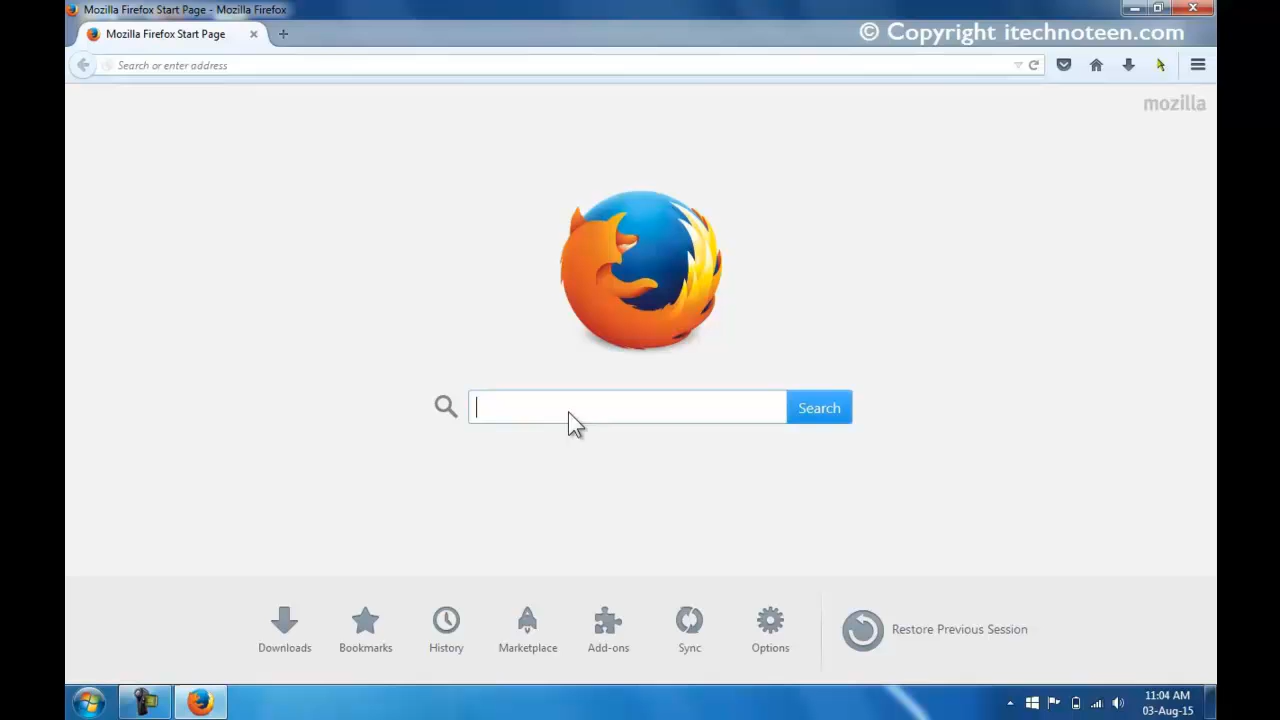 Mozilla Firefox Start Page - Mozilla Firefox
Mozilla Firefox Start Page
© Copyright itechnoteen.com
Search or enter address
mozilla
Search
Downloads
Bookmarks
History
Marketplace
Add-ons
Sync
Options
Restore Previous Session
11:04 AM
03-Aug-15